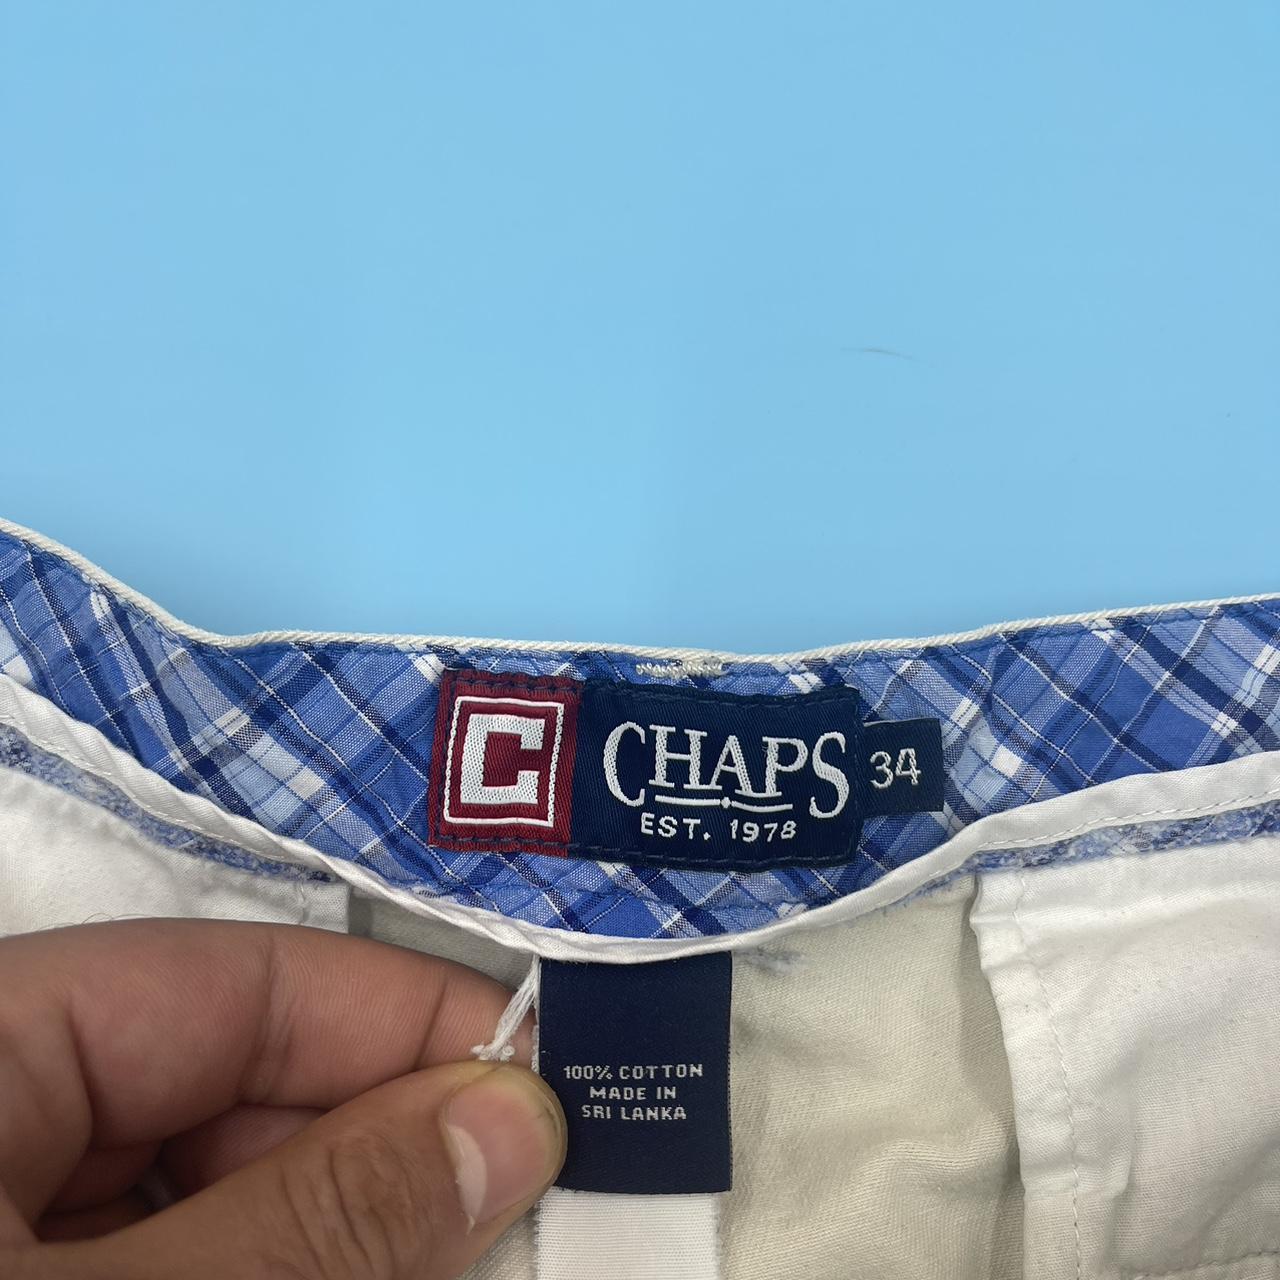 C CHAPS 34
EST. 1978
100% COTTON
MADE IN
SRI LANKA